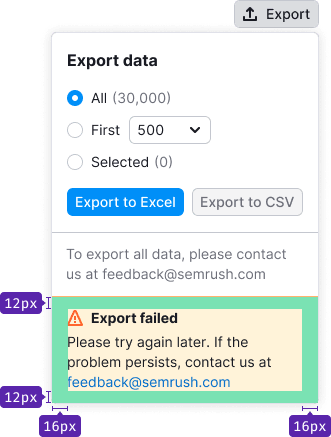 Export
Export data
All (30,000)
First 500
Selected (0)
Export to Excel Export to CSV
To export all data, please contact
us at feedback@semrush.com
12px
Export failed
Please try again later. If the
problem persists, contact us at
feedback@semrush.com
12px
16px 16px